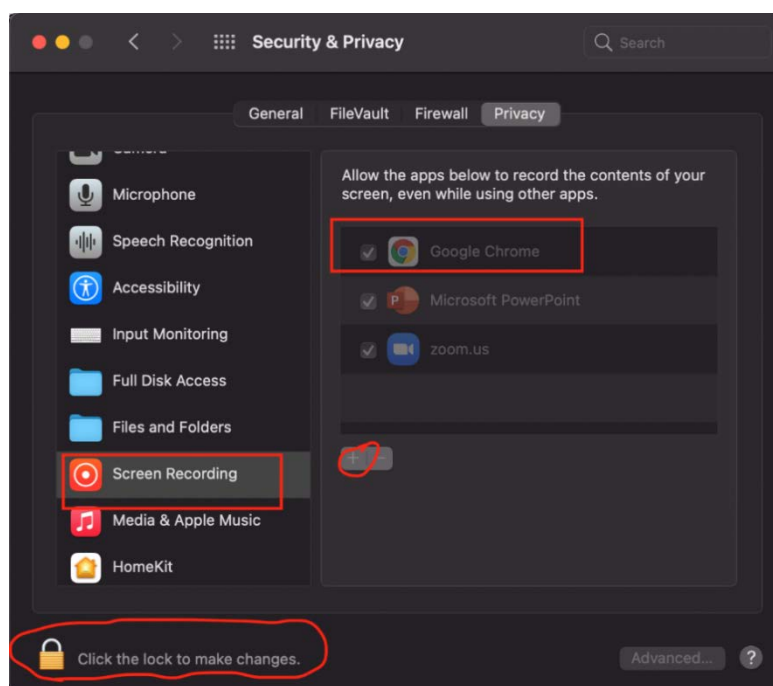 Security & Privacy
Search
General FileVault Firewall Privacy
Microphone
Speech Recognition
Accessibility
Input Monitoring
Full Disk Access
Files and Folders
Screen Recording
Media & Apple Music
HomeKit
Allow the apps below to record the contents of your
screen, even while using other apps.
Google Chrome
Microsoft PowerPoint
zoom.us
+ −
Click the lock to make changes.
Advanced... ?